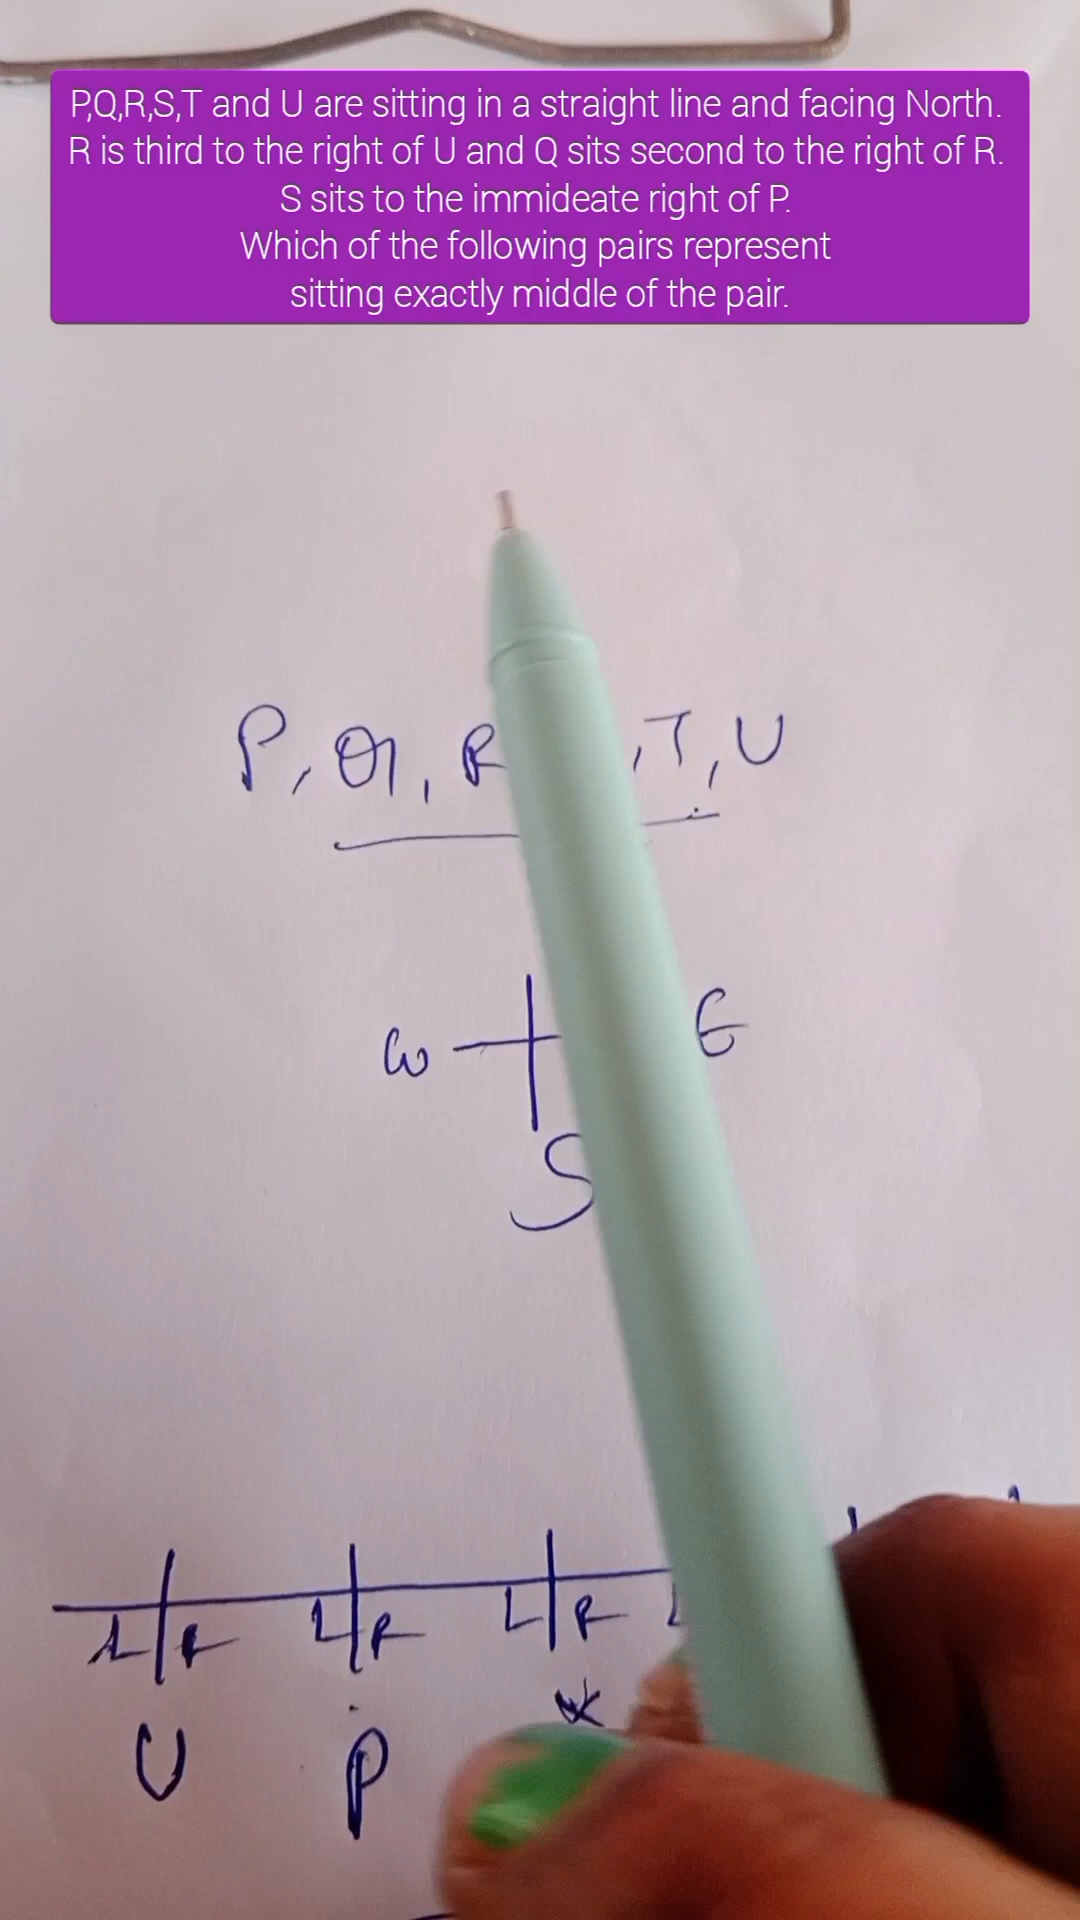 P,Q,R,S,T and U are sitting in a straight line and facing North.
R is third to the right of U and Q sits second to the right of R.
S sits to the immideate right of P.
Which of the following pairs represent
sitting exactly middle of the pair.
P, Q, R ,T, U
W E
S
L R L R L R
U P